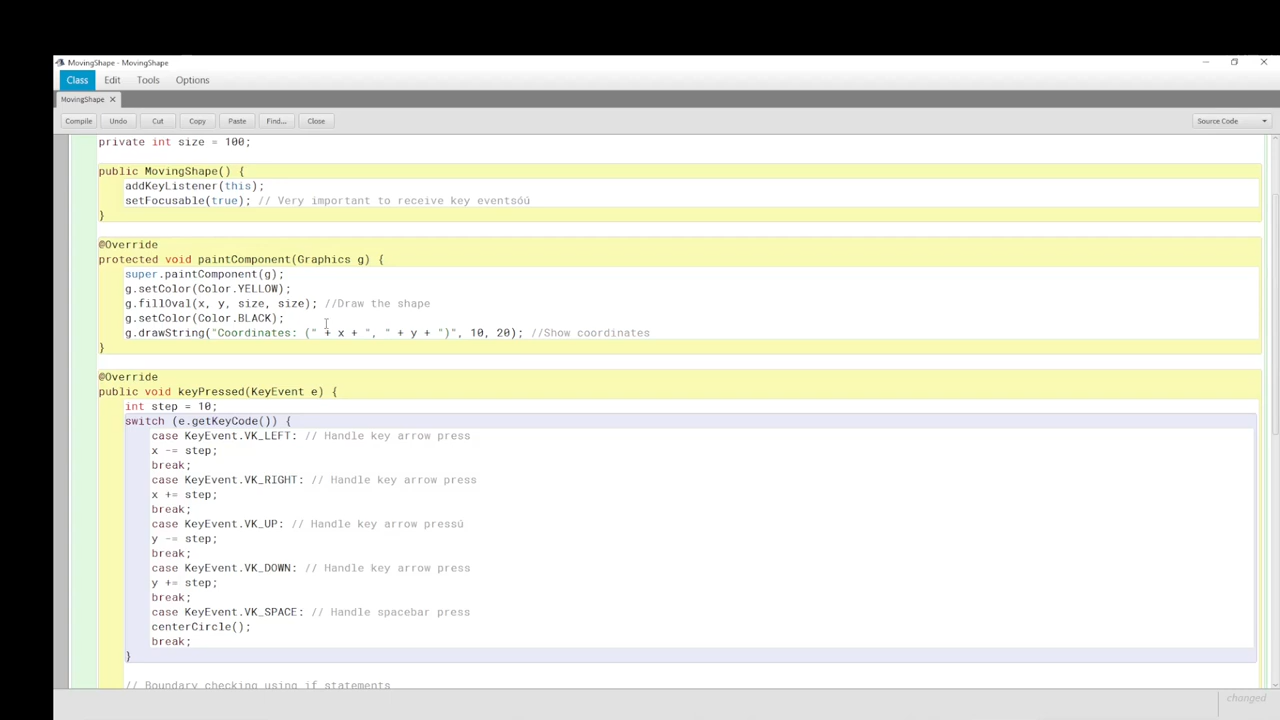 MovingShape - MovingShape
Class Edit Tools Options
MovingShape
Compile Undo Cut Copy Paste Find... Close Source Code
private int size = 100;
public MovingShape() {
addKeyListener(this);
setFocusable(true); // Very important to receive key eventsóú
}
@Override
protected void paintComponent(Graphics g) {
super.paintComponent(g);
g.setColor(Color.YELLOW);
g.fillOval(x, y, size, size); //Draw the shape
g.setColor(Color.BLACK);
g.drawString("Coordinates: (" + x + ", " + y + ")", 10, 20); //Show coordinates
}
@Override
public void keyPressed(KeyEvent e) {
int step = 10;
switch (e.getKeyCode()) {
case KeyEvent.VK_LEFT: // Handle key arrow press
x -= step;
break;
case KeyEvent.VK_RIGHT: // Handle key arrow press
x += step;
break;
case KeyEvent.VK_UP: // Handle key arrow pressú
y -= step;
break;
case KeyEvent.VK_DOWN: // Handle key arrow press
y += step;
break;
case KeyEvent.VK_SPACE: // Handle spacebar press
centerCircle();
break;
}
// Boundary checking using if statements
changed